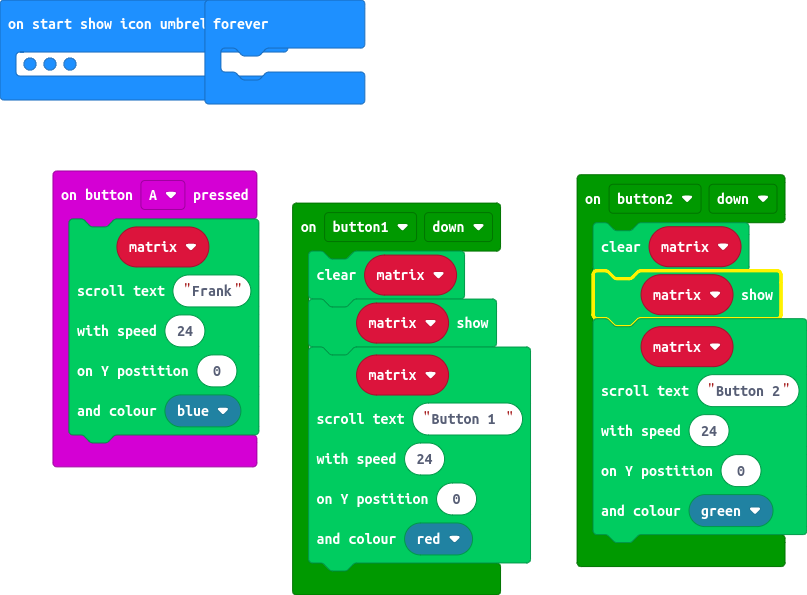 on start show icon umbrel
forever
on button A pressed
matrix
scroll text "Frank"
with speed 24
on Y postition 0
and colour blue
on button1 down
clear matrix
matrix show
matrix
scroll text "Button 1 "
with speed 24
on Y postition 0
and colour red
on button2 down
clear matrix
matrix show
matrix
scroll text "Button 2"
with speed 24
on Y postition 0
and colour green